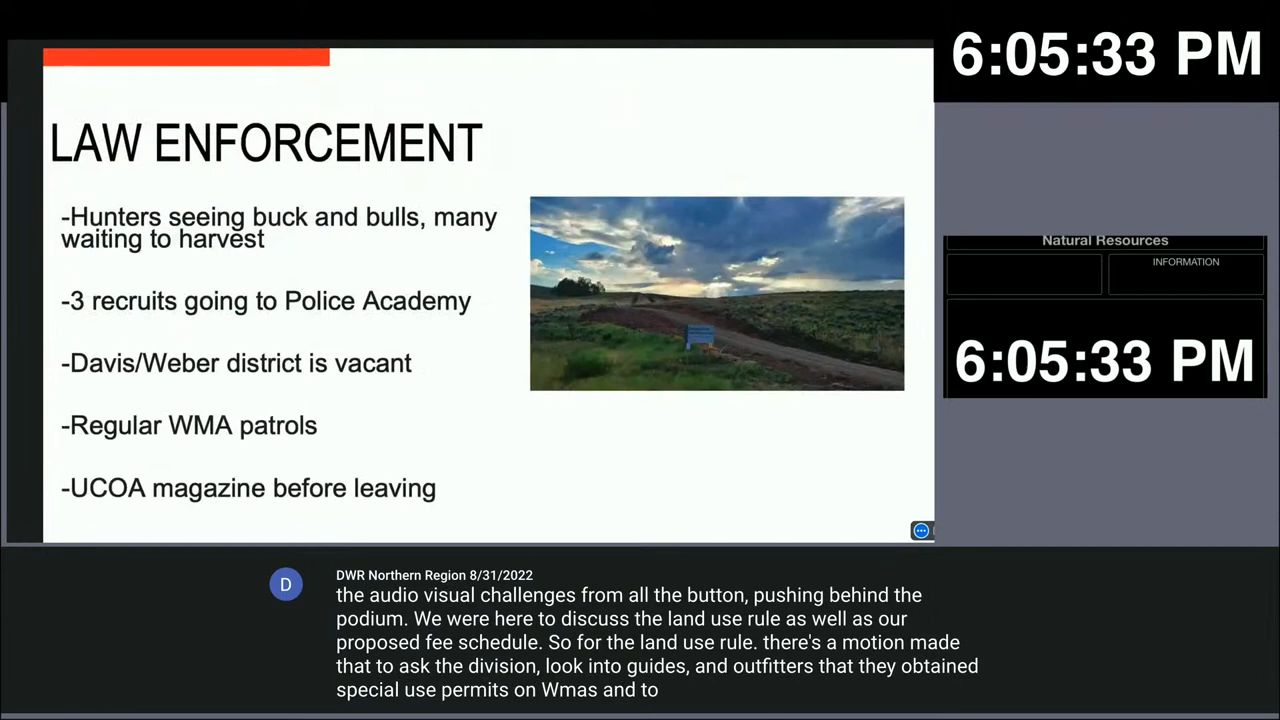 6:05:33 PM
LAW ENFORCEMENT
-Hunters seeing buck and bulls, many
waiting to harvest
-3 recruits going to Police Academy
-Davis/Weber district is vacant
-Regular WMA patrols
-UCOA magazine before leaving
Natural Resources
INFORMATION
6:05:33 PM
D
DWR Northern Region 8/31/2022
the audio visual challenges from all the button, pushing behind the
podium. We were here to discuss the land use rule as well as our
proposed fee schedule. So for the land use rule. there's a motion made
that to ask the division, look into guides, and outfitters that they obtained
special use permits on Wmas and to